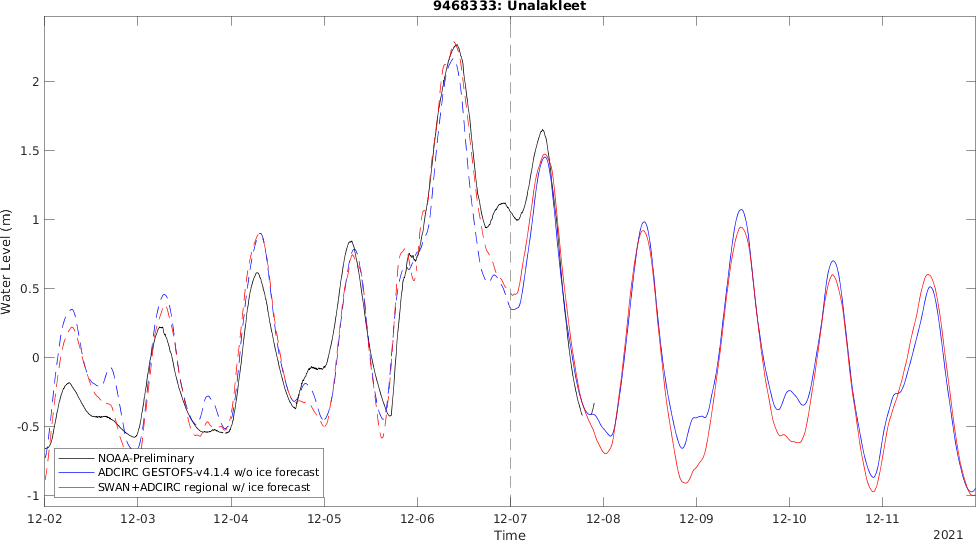 9468333: Unalakleet
Water Level (m)
2
1.5
1
0.5
0
-0.5
-1
NOAA-Preliminary
ADCIRC GESTOFS-v4.1.4 w/o ice forecast
SWAN+ADCIRC regional w/ ice forecast
12-02 12-03 12-04 12-05 12-06 12-07 12-08 12-09 12-10 12-11
Time
2021